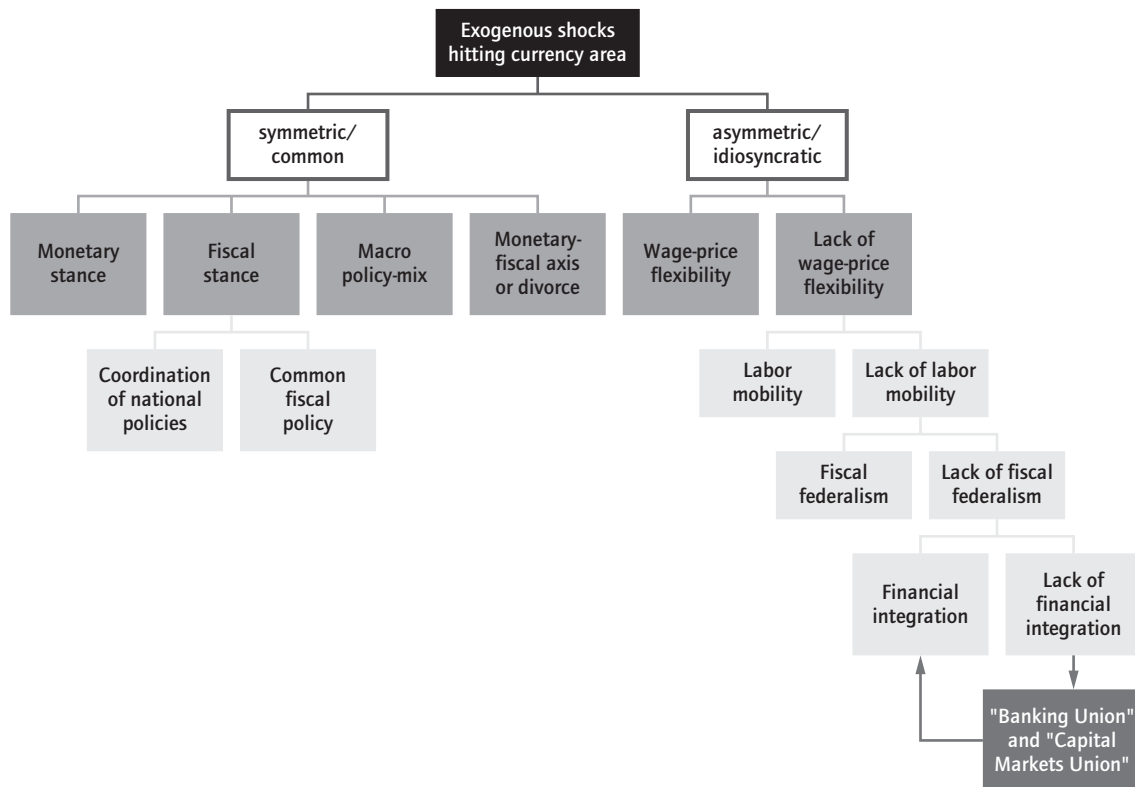 Exogenous shocks
hitting currency area
symmetric/
common
asymmetric/
idiosyncratic
Monetary
stance
Fiscal
stance
Macro
policy-mix
Monetary-
fiscal axis
or divorce
Wage-price
flexibility
Lack of
wage-price
flexibility
Coordination
of national
policies
Common
fiscal
policy
Labor
mobility
Lack of labor
mobility
Fiscal
federalism
Lack of fiscal
federalism
Financial
integration
Lack of
financial
integration
"Banking Union"
and "Capital
Markets Union"